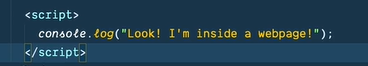 <script>
console.log("Look! I'm inside a webpage!");
</script>